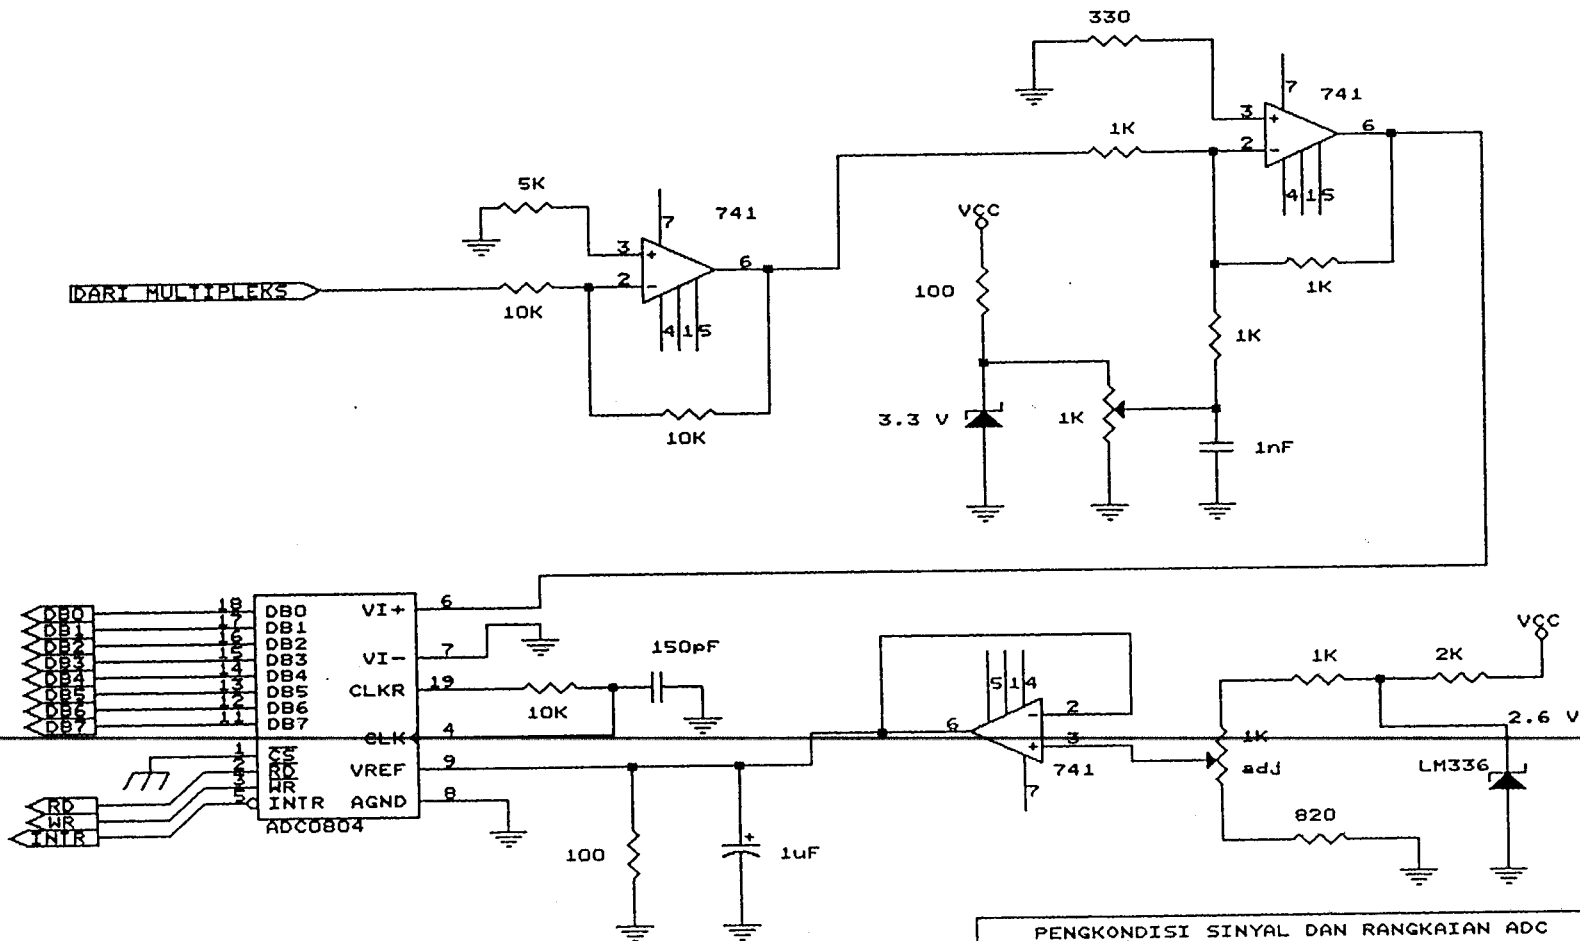 330
7
741
3
+
1K
2
-
6
4 1 5
5K
7
741
VCC
3
+
6
2
-
DARI MULTIPLEKS
10K
4 1 5
100
1K
1K
10K
3.3 V
1K
1nF
18
DB0
DB0
VI+
6
17
DB1
DB1
16
DB2
DB2
7
15
DB3
DB3
VI-
14
DB4
DB4
13
DB5
DB5
CLKR
19
12
DB6
DB6
11
DB7
DB7
10K
150pF
CLK
4
1
CS
2
RD
VREF
9
3
WR
5
INTR
AGND
8
ADC0804
RD
WR
INTR
100
+
1uF
5 1 4
6
2
-
3
+
741
7
VCC
1K
2K
2.6 V
1K
adj
LM336
820
PENGKONDISI SINYAL DAN RANGKAIAN ADC